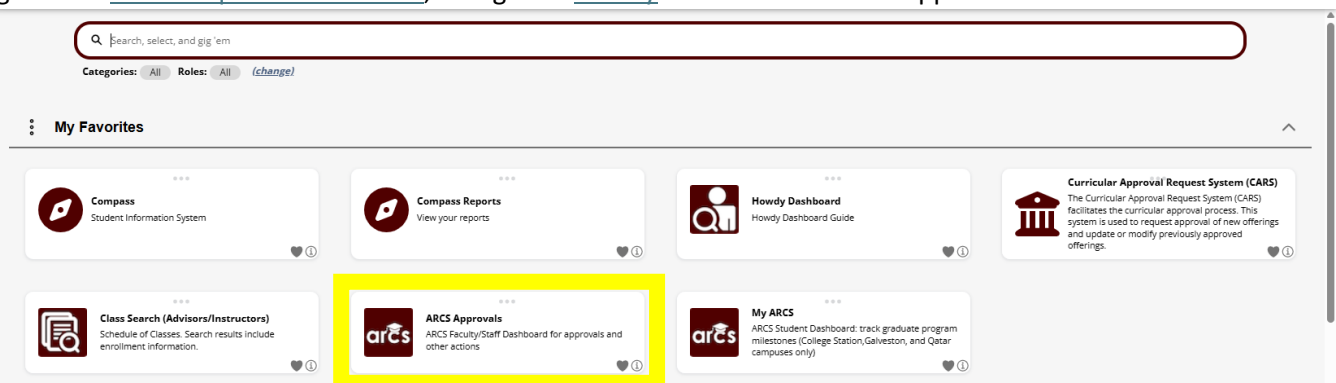 Search, select, and gig 'em
Categories: All Roles: All (change)
My Favorites
Compass
Student Information System
Compass Reports
View your reports
Howdy Dashboard
Howdy Dashboard Guide
Curricular Approval Request System (CARS)
The Curricular Approval Request System (CARS)
facilitates the curricular approval process. This
system is used to request approval of new offerings
and update or modify previously approved
offerings.
Class Search (Advisors/Instructors)
Schedule of Classes. Search results include
enrollment information.
arcs
ARCS Approvals
ARCS Faculty/Staff Dashboard for approvals and
other actions
arcs
My ARCS
ARCS Student Dashboard: track graduate program
milestones (College Station,Galveston, and Qatar
campuses only)